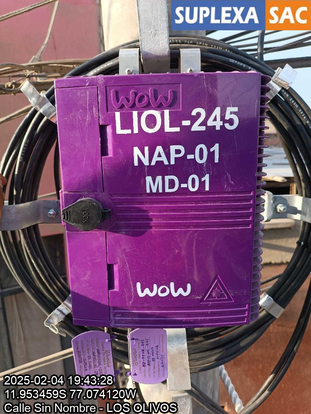 SUPLEXA SAC
WOW
LIOL-245
NAP-01
MD-01
WOW
2025-02-04 19:43:28
11.953459S 77.074120W
Calle Sin Nombre - LOS OLIVOS